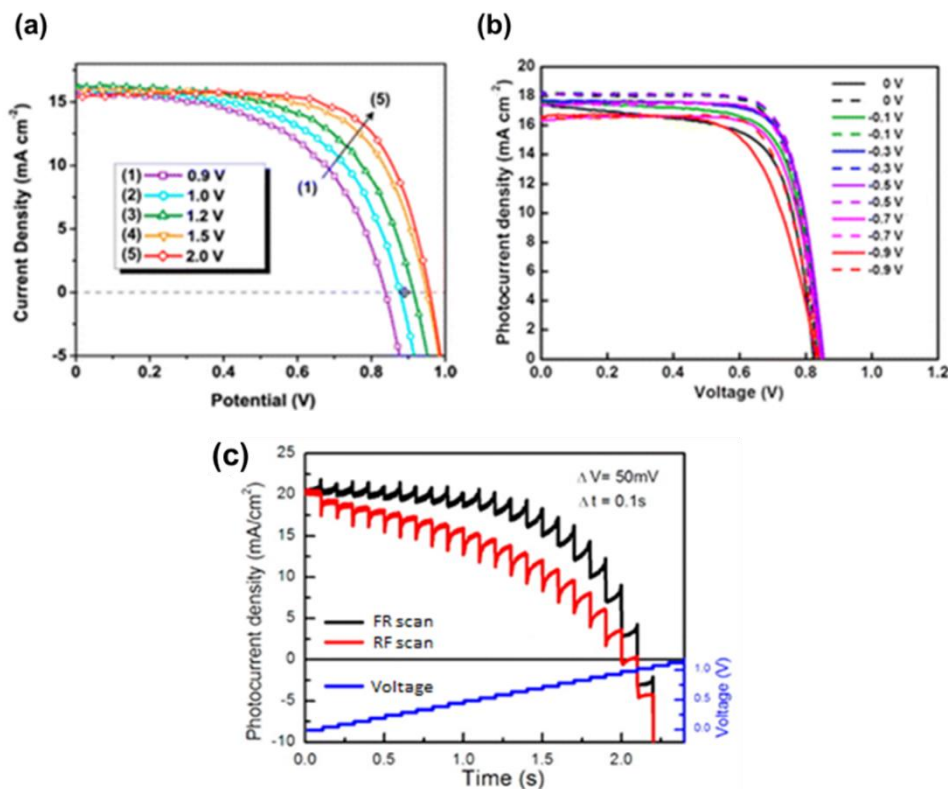 (a)
Current Density (mA cm-2)
15
10
5
0
-5
0
0.2
0.4
0.6
0.8
1.0
Potential (V)
(5)
(1)
(1) 0.9 V
(2) 1.0 V
(3) 1.2 V
(4) 1.5 V
(5) 2.0 V
(b)
Photocurrent density (mA cm-2)
20
18
16
14
12
10
8
6
4
2
0
0.0
0.2
0.4
0.6
0.8
1.0
1.2
Voltage (V)
0 V
0 V
-0.1 V
-0.1 V
-0.3 V
-0.3 V
-0.5 V
-0.5 V
-0.7 V
-0.7 V
-0.9 V
-0.9 V
(c)
Photocurrent density (mA/cm2)
25
20
15
10
5
0
-5
-10
Δ V= 50mV
Δ t = 0.1s
FR scan
RF scan
Voltage
1.0
0.5
0.0
Voltage (V)
0.0
0.5
1.0
1.5
2.0
Time (s)